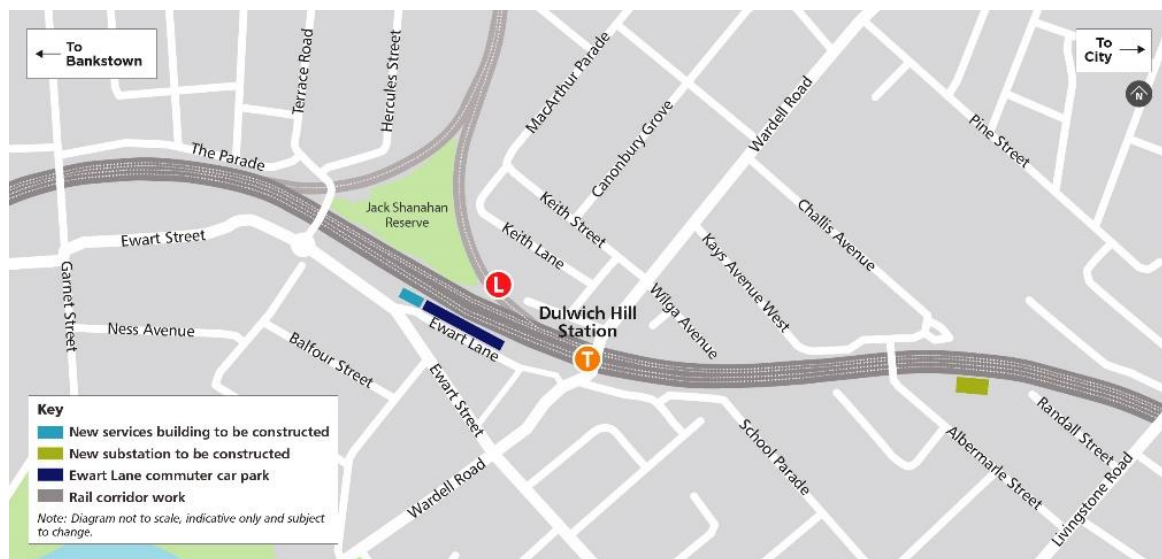 To
Bankstown
To
City
N
Terrace Road
Hercules Street
MacArthur Parade
Canonbury Grove
Wardell Road
Pine Street
The Parade
Jack Shanahan
Reserve
Keith Street
Keith Lane
Challis Avenue
Kays Avenue West
Wilga Avenue
Ewart Street
Garnet Street
L
Dulwich Hill
Station
T
Ness Avenue
Balfour Street
Ewart Lane
Ewart Street
Wardell Road
School Parade
Albermarle Street
Randall Street
Livingstone Road
Key
New services building to be constructed
New substation to be constructed
Ewart Lane commuter car park
Rail corridor work
Note: Diagram not to scale, indicative only and subject
to change.